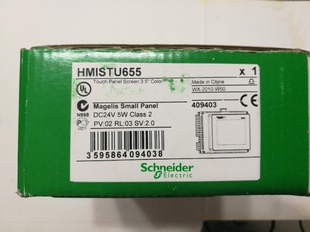 HMISTU655
x 1
Touch Panel Screen 3.5" Color
Made in China
WX-2010-W50
UL
Magelis Small Panel
409403
N998
DC24V 5W Class 2
PV:02 RL:03 SV:2.0
3 595864 094038
Schneider
Electric